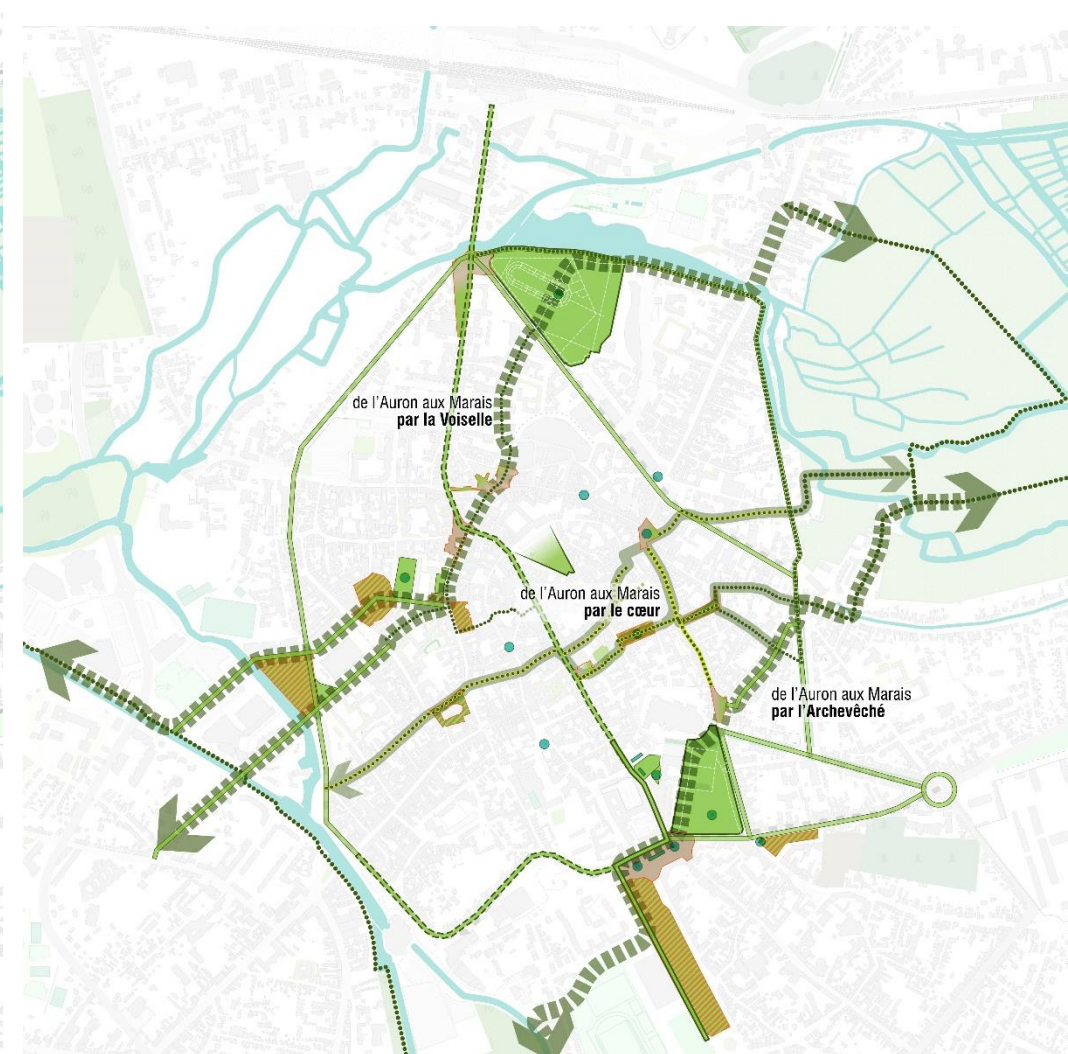 de l'Auron aux Marais
par la Voiselle
de l'Auron aux Marais
par le cœur
de l'Auron aux Marais
par l'Archevêché